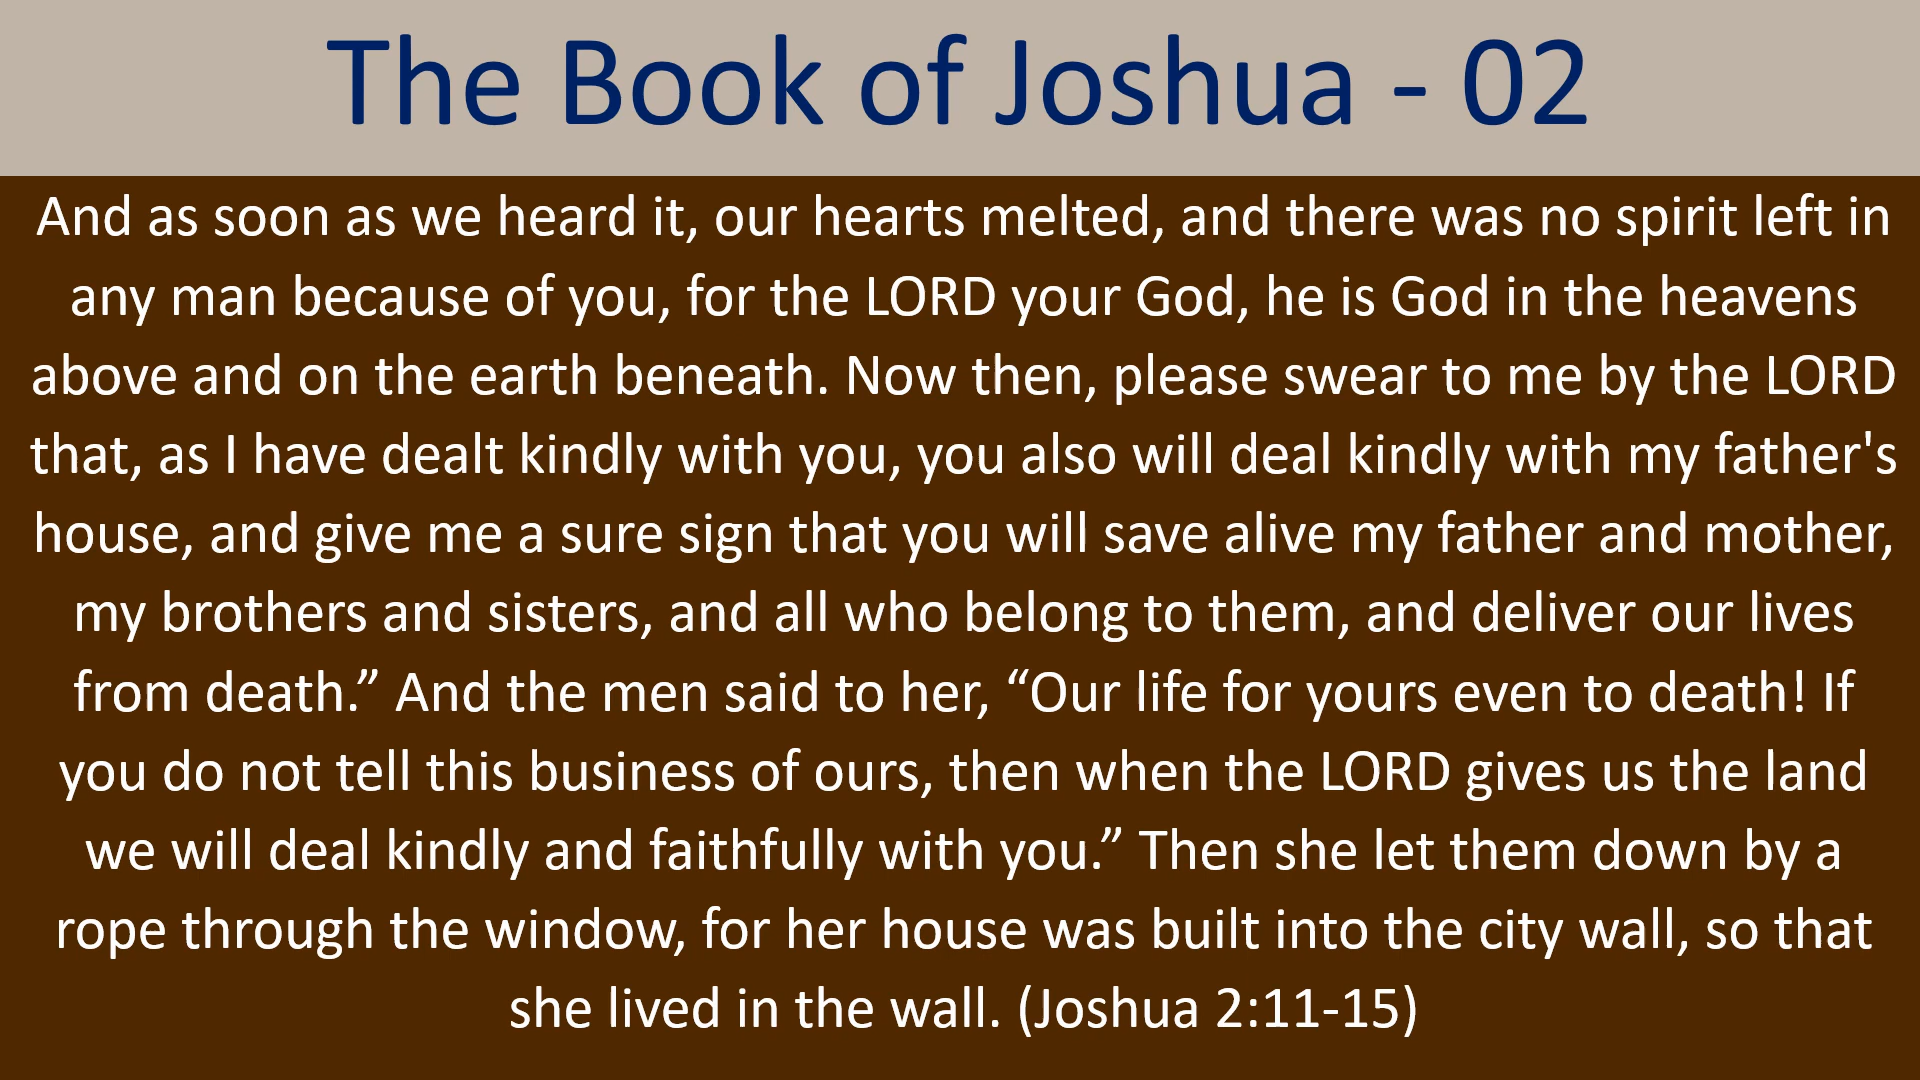 The Book of Joshua - 02
And as soon as we heard it, our hearts melted, and there was no spirit left in
any man because of you, for the LORD your God, he is God in the heavens
above and on the earth beneath. Now then, please swear to me by the LORD
that, as I have dealt kindly with you, you also will deal kindly with my father's
house, and give me a sure sign that you will save alive my father and mother,
my brothers and sisters, and all who belong to them, and deliver our lives
from death.” And the men said to her, “Our life for yours even to death! If
you do not tell this business of ours, then when the LORD gives us the land
we will deal kindly and faithfully with you.” Then she let them down by a
rope through the window, for her house was built into the city wall, so that
she lived in the wall. (Joshua 2:11-15)